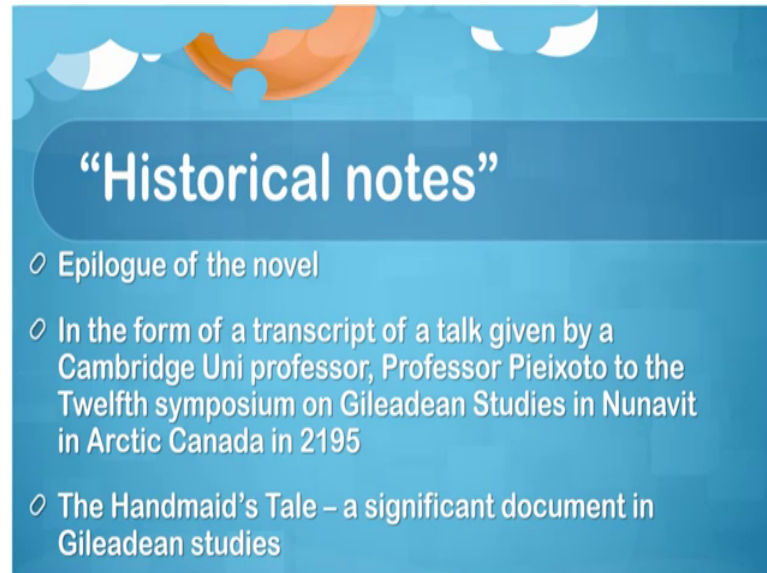 “Historical notes”
Epilogue of the novel
In the form of a transcript of a talk given by a
Cambridge Uni professor, Professor Pieixoto to the
Twelfth symposium on Gileadean Studies in Nunavit
in Arctic Canada in 2195
The Handmaid’s Tale – a significant document in
Gileadean studies